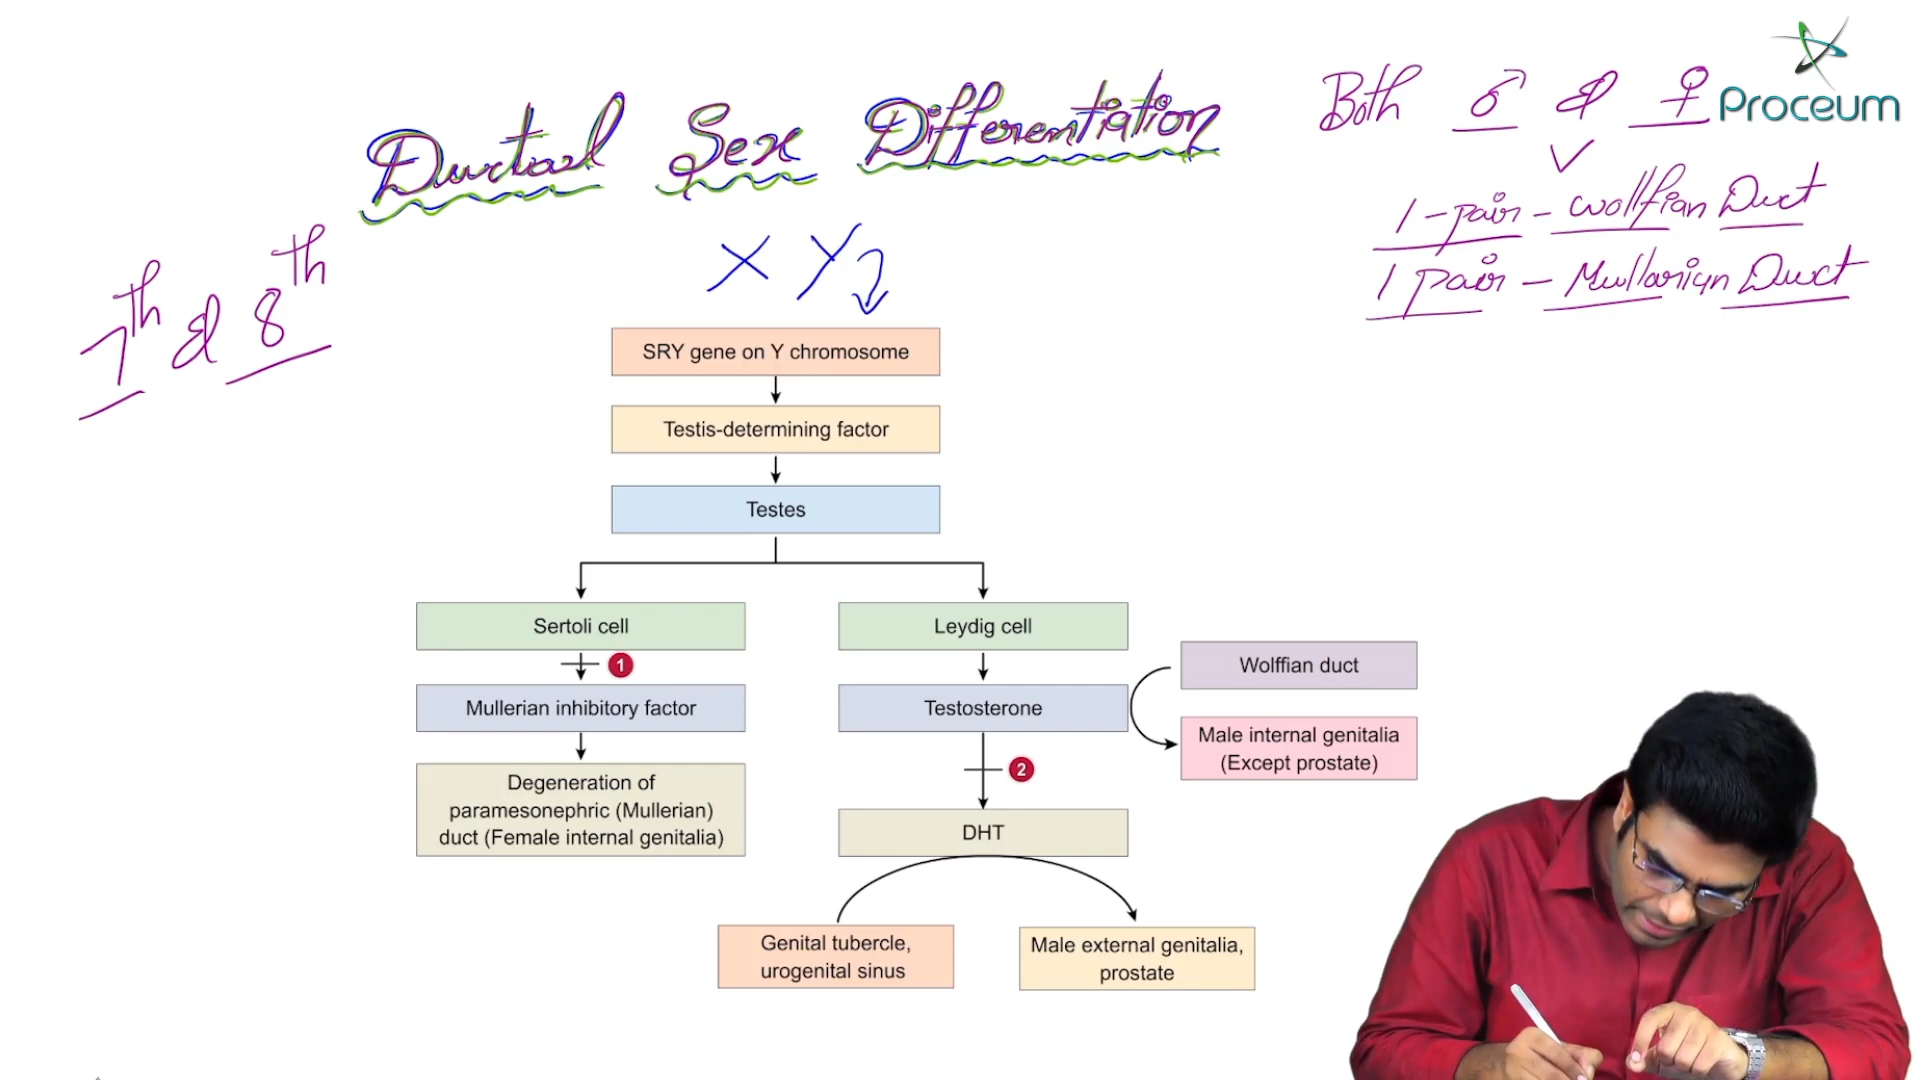 Ductal Sex Differentiation
Both ♂ & ♀
Proceum
1-pair - Wolffian Duct
1 pair - Mullarian Duct
7th & 8th
X Y
SRY gene on Y chromosome
Testis-determining factor
Testes
Sertoli cell
Leydig cell
1
Mullerian inhibitory factor
Testosterone
Wolffian duct
Male internal genitalia
(Except prostate)
2
Degeneration of
paramesonephric (Mullerian)
duct (Female internal genitalia)
DHT
Genital tubercle,
urogenital sinus
Male external genitalia,
prostate